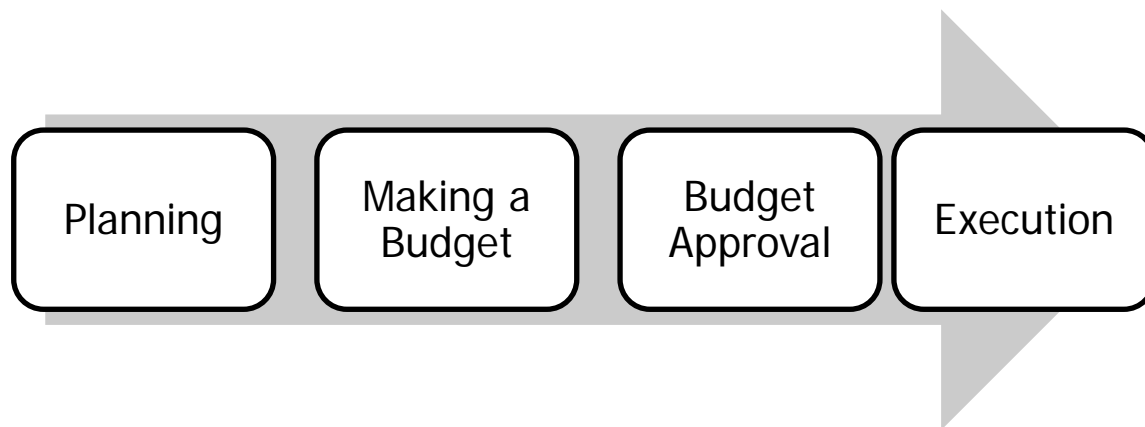 Planning
Making a
Budget
Budget
Approval
Execution